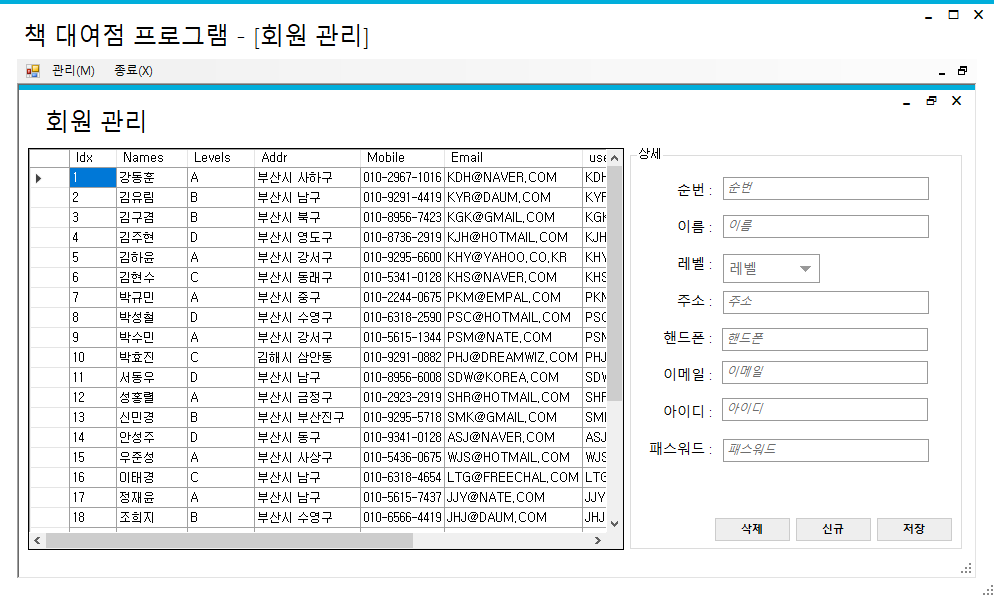 책 대여점 프로그램 - [회원 관리]
관리(M) 종료(X)
회원 관리
Idx Names Levels Addr Mobile Email use
1 강동훈 A 부산시 사하구 010-2967-1016 KDH@NAVER.COM KDH
2 김유림 B 부산시 남구 010-9291-4419 KYR@DAUM.COM KYR
3 김구겸 B 부산시 북구 010-8956-7423 KGK@GMAIL.COM KGK
4 김주현 D 부산시 영도구 010-8736-2919 KJH@HOTMAIL.COM KJH
5 김하윤 A 부산시 강서구 010-9295-6600 KHY@YAHOO.CO.KR KHY
6 김현수 C 부산시 동래구 010-5341-0128 KHS@NAVER.COM KHS
7 박규민 A 부산시 중구 010-2244-0675 PKM@EMPAL.COM PKM
8 박성철 D 부산시 수영구 010-6318-2590 PSC@HOTMAIL.COM PSC
9 박수민 A 부산시 강서구 010-5615-1344 PSM@NATE.COM PSM
10 박효진 C 김해시 삼안동 010-9291-0882 PHJ@DREAMWIZ.COM PHJ
11 서동우 D 부산시 남구 010-8956-6008 SDW@KOREA.COM SDW
12 성홍렬 A 부산시 금정구 010-2923-2919 SHR@HOTMAIL.COM SHR
13 신민경 B 부산시 부산진구 010-9295-5718 SMK@GMAIL.COM SMK
14 안성주 D 부산시 동구 010-9341-0128 ASJ@NAVER.COM ASJ
15 우준성 A 부산시 사상구 010-5436-0675 WJS@HOTMAIL.COM WJS
16 이태경 C 부산시 남구 010-6318-4654 LTG@FREECHAL.COM LTG
17 정재윤 A 부산시 남구 010-5615-7437 JJY@NATE.COM JJY
18 조희지 B 부산시 수영구 010-6566-4419 JHJ@DAUM.COM JHJ
상세
순번 : 순번
이름 : 이름
레벨 : 레벨
주소 : 주소
핸드폰 : 핸드폰
이메일 : 이메일
아이디 : 아이디
패스워드 : 패스워드
삭제 신규 저장